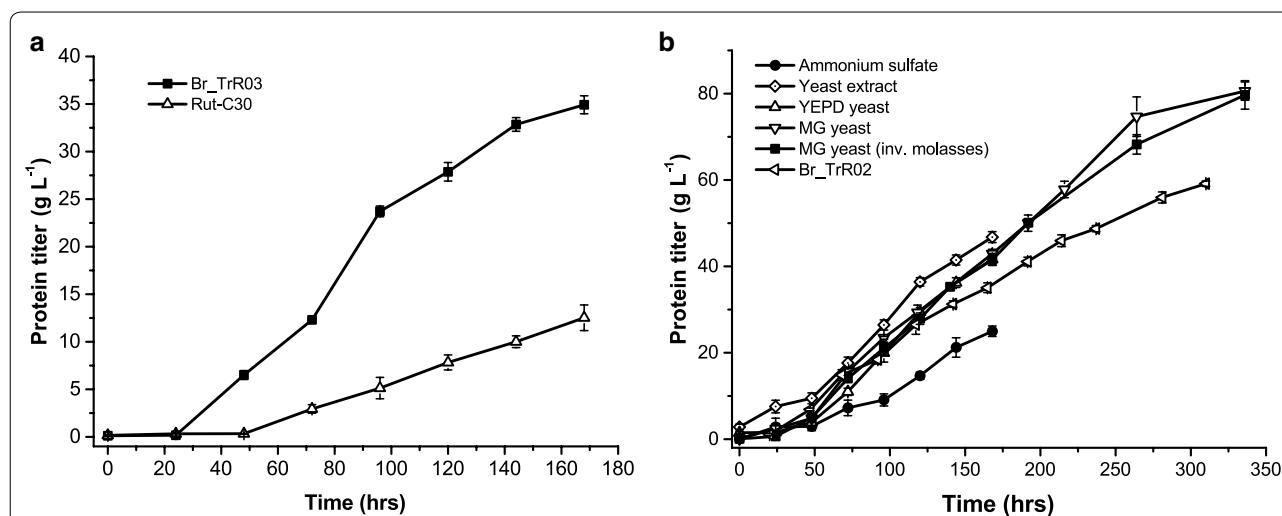 a
Protein titer (g L⁻¹)
40
35
30
25
20
15
10
5
0
Br_TrR03
Rut-C30
0 20 40 60 80 100 120 140 160 180
Time (hrs)
b
Protein titer (g L⁻¹)
80
60
40
20
0
Ammonium sulfate
Yeast extract
YEPD yeast
MG yeast
MG yeast (inv. molasses)
Br_TrR02
0 50 100 150 200 250 300 350
Time (hrs)